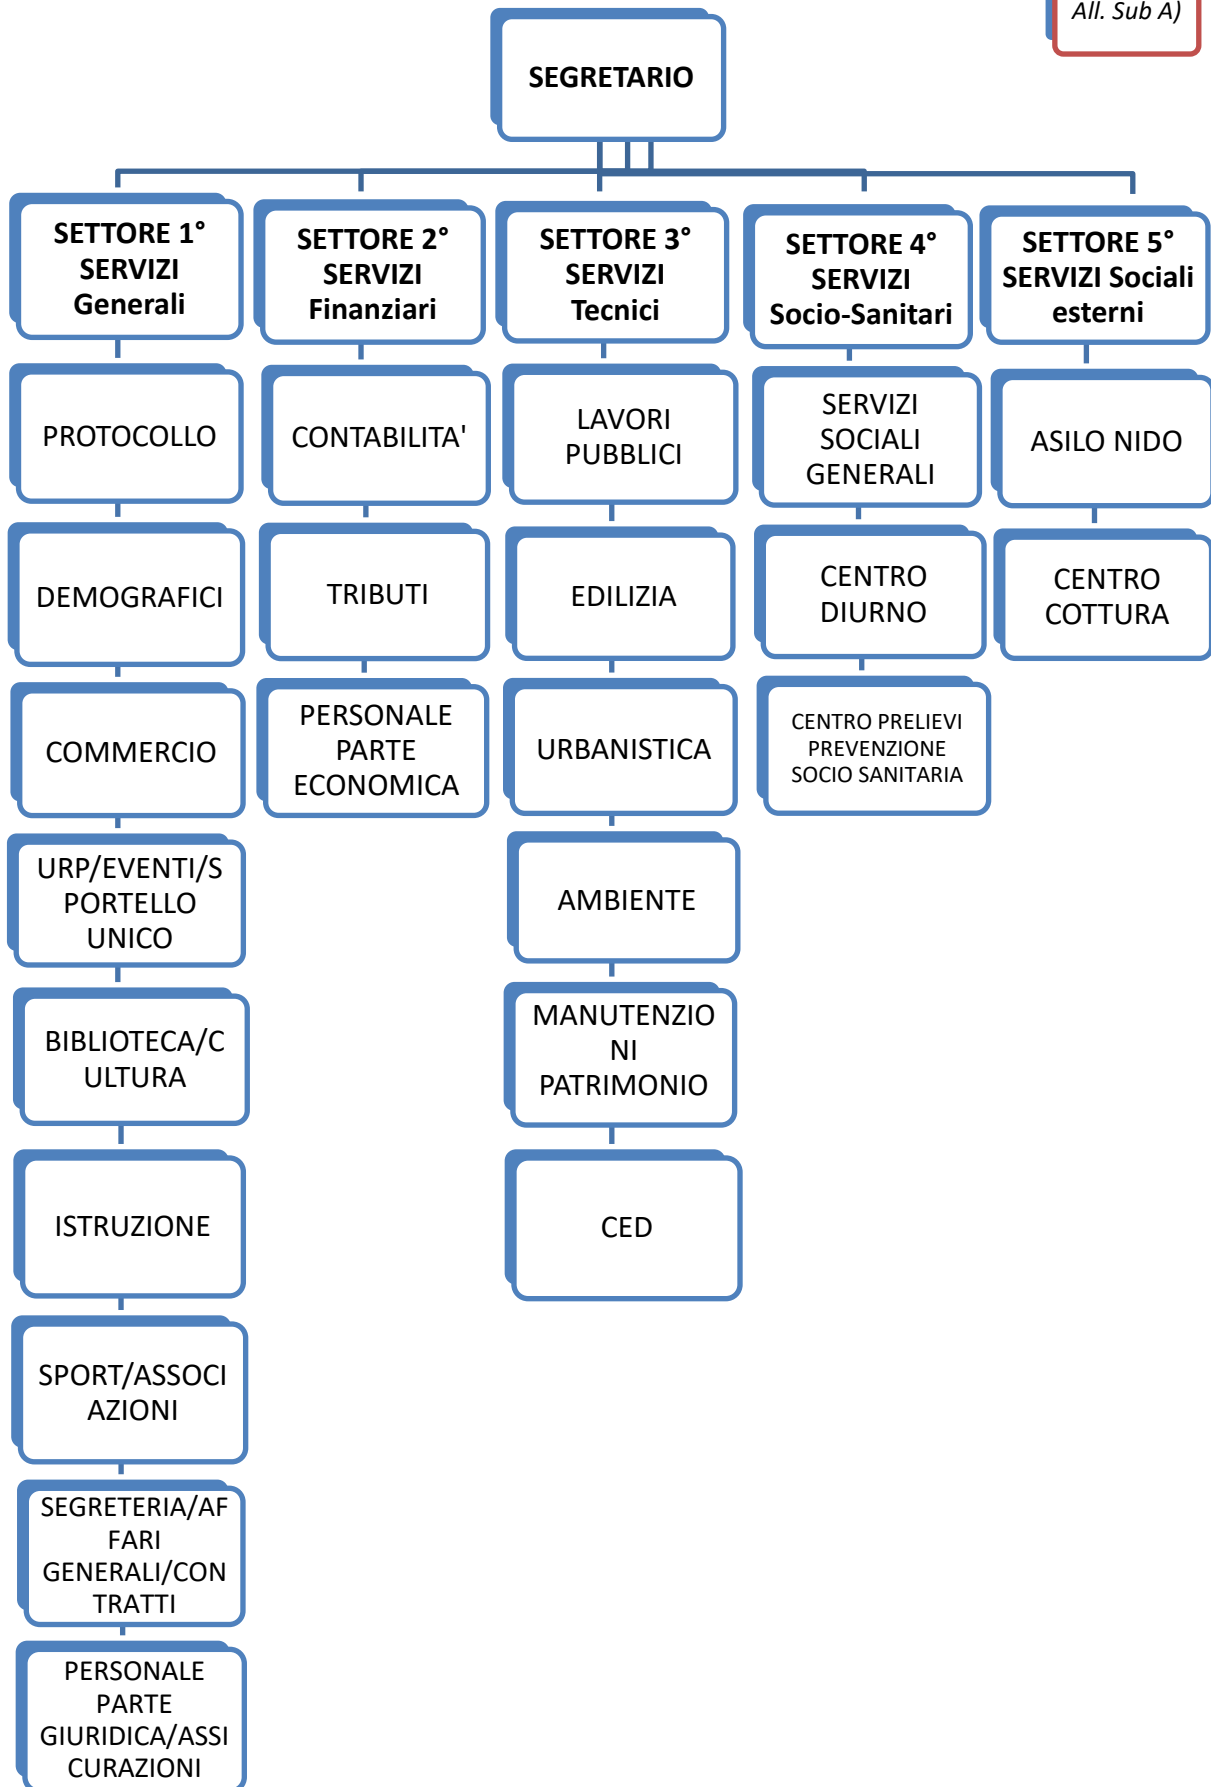 All. Sub A)
SEGRETARIO
SETTORE 1°
SERVIZI
Generali
PROTOCOLLO
DEMOGRAFICI
COMMERCIO
URP/EVENTI/S
PORTELLO
UNICO
BIBLIOTECA/C
ULTURA
ISTRUZIONE
SPORT/ASSOCI
AZIONI
SEGRETERIA/AF
FARI
GENERALI/CON
TRATTI
PERSONALE
PARTE
GIURIDICA/ASSI
CURAZIONI
SETTORE 2°
SERVIZI
Finanziari
CONTABILITA'
TRIBUTI
PERSONALE
PARTE
ECONOMICA
SETTORE 3°
SERVIZI
Tecnici
LAVORI
PUBBLICI
EDILIZIA
URBANISTICA
AMBIENTE
MANUTENZIO
NI
PATRIMONIO
CED
SETTORE 4°
SERVIZI
Socio-Sanitari
SERVIZI
SOCIALI
GENERALI
CENTRO
DIURNO
CENTRO PRELIEVI
PREVENZIONE
SOCIO SANITARIA
SETTORE 5°
SERVIZI Sociali
esterni
ASILO NIDO
CENTRO
COTTURA